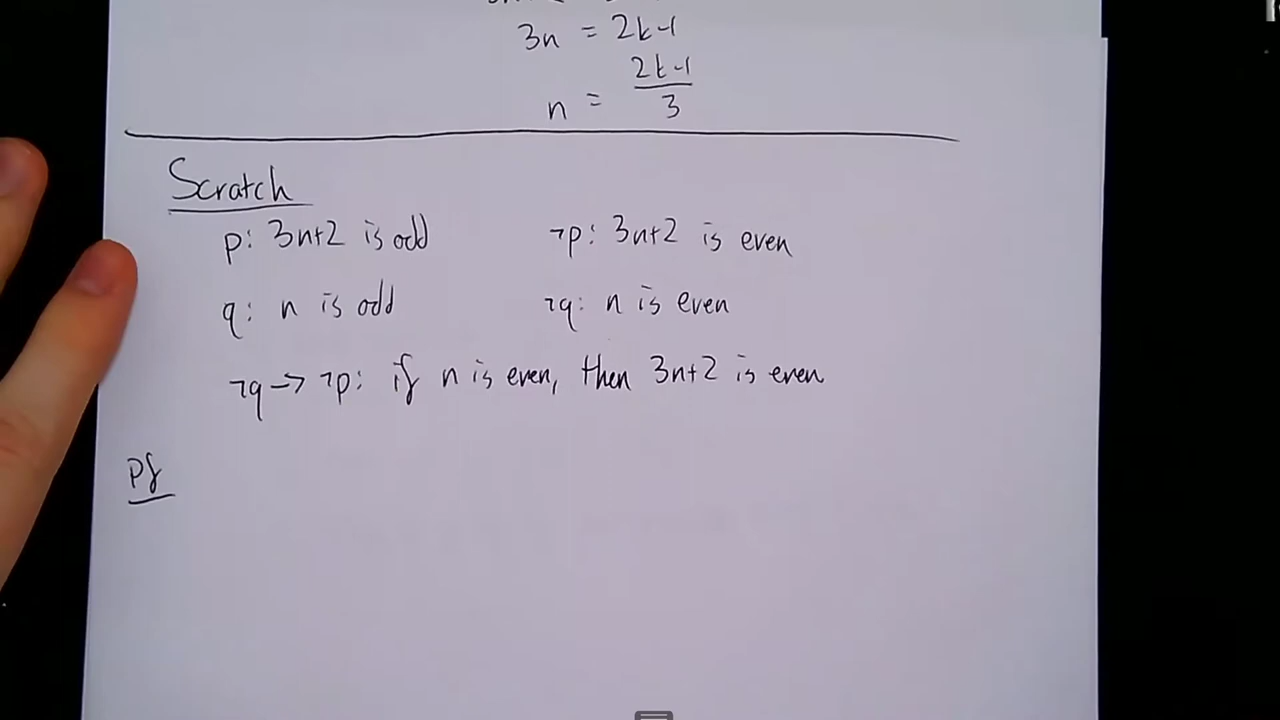 3n = 2k-1
n = 2k-1 / 3
Scratch
p: 3n+2 is odd ¬p: 3n+2 is even
q: n is odd ¬q: n is even
¬q → ¬p: if n is even, then 3n+2 is even
Pf